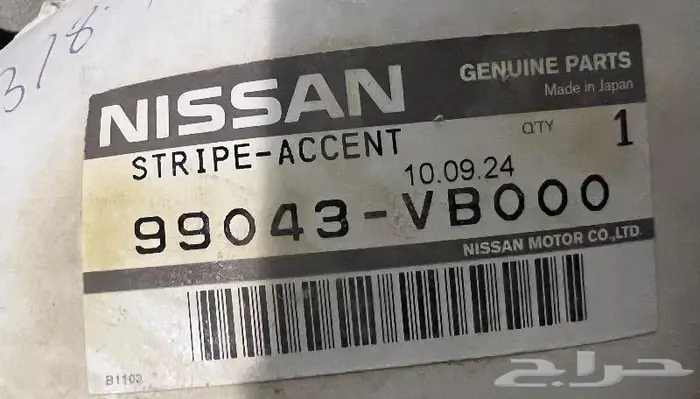 318
NISSAN
GENUINE PARTS
Made in Japan
STRIPE-ACCENT
Q'TY 1
10.09.24
99043-VB000
NISSAN MOTOR CO.,LTD.
B1103
حراج